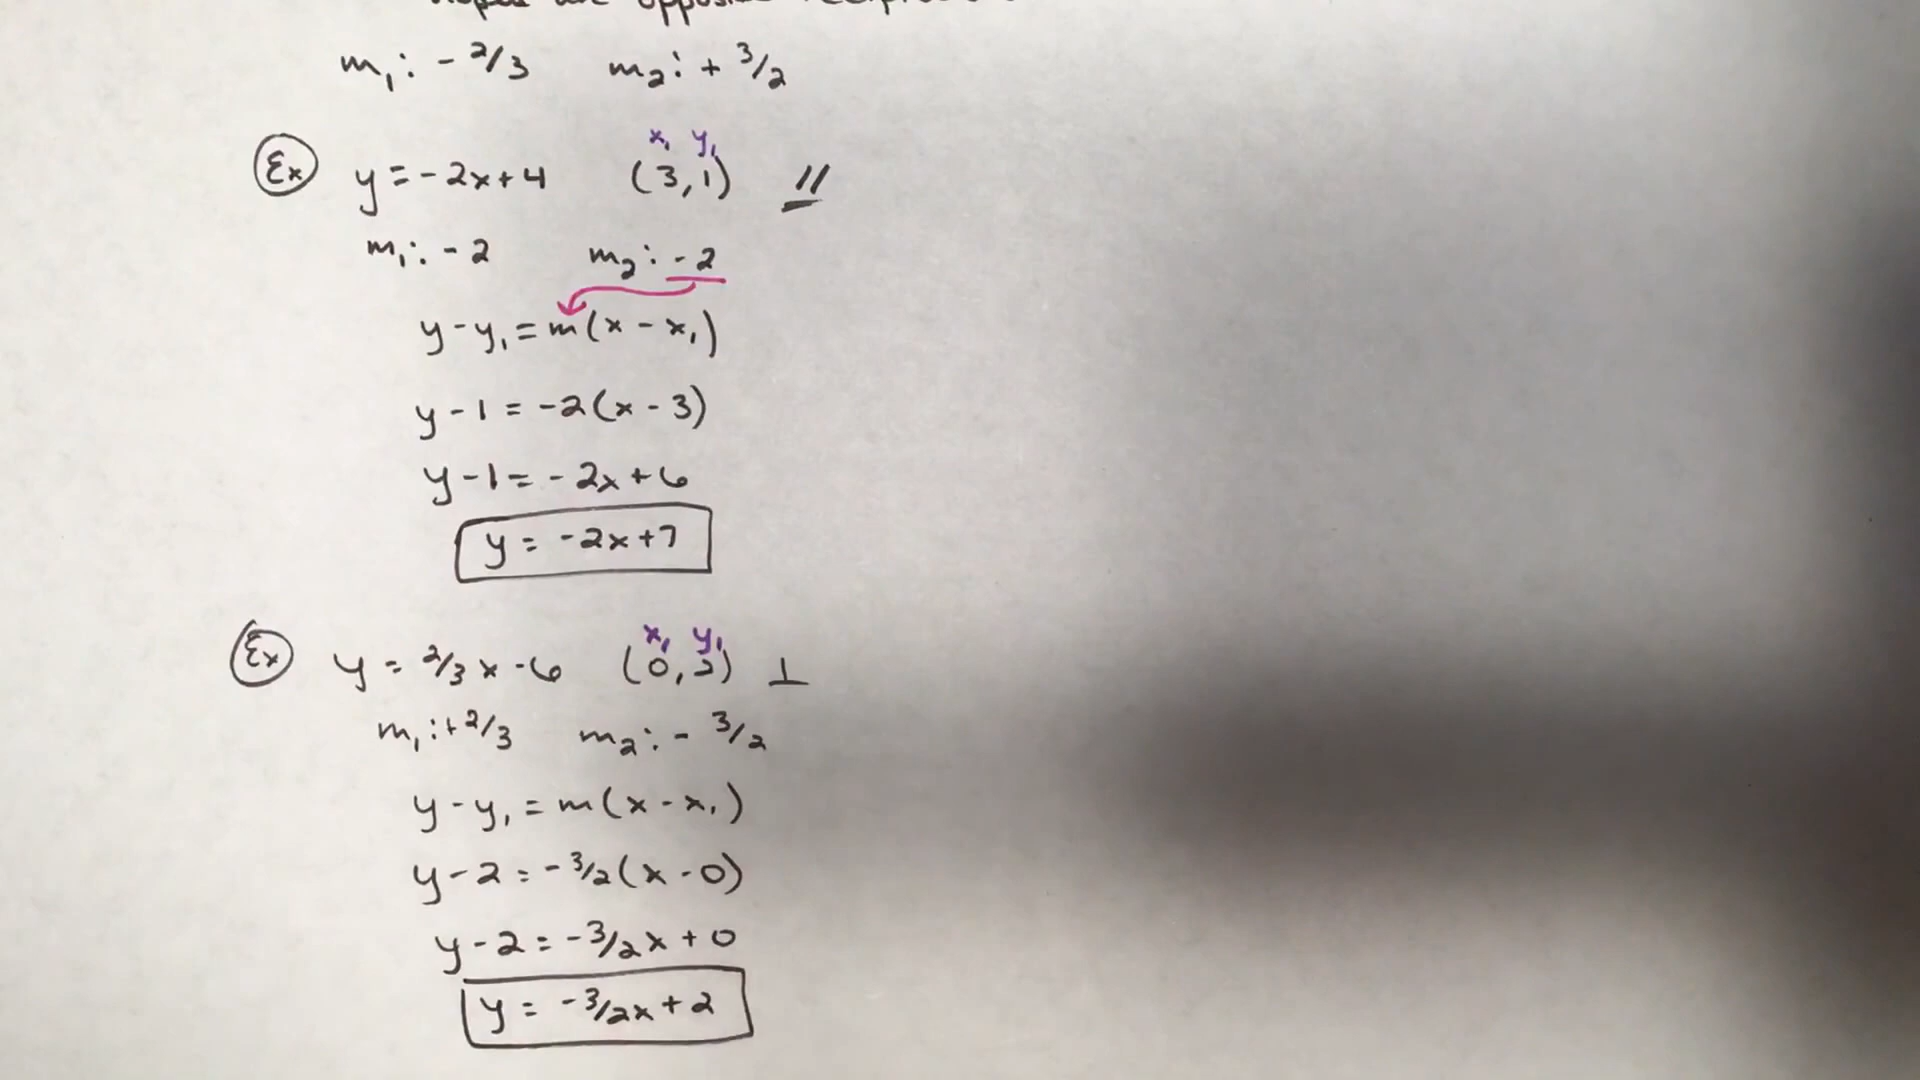 are opposite
m₁: - 2/3 m₂: + 3/2
x₁ y₁
Ex y = -2x+4 (3,1) //
m₁: -2 m₂: -2
y - y₁ = m(x - x₁)
y - 1 = -2(x - 3)
y - 1 = -2x + 6
y = -2x+7
x₁ y₁
Ex y = 2/3 x - 6 (0,2) ⊥
m₁: +2/3 m₂: - 3/2
y - y₁ = m(x - x₁)
y - 2 = -3/2(x - 0)
y - 2 = -3/2x + 0
y = -3/2x + 2